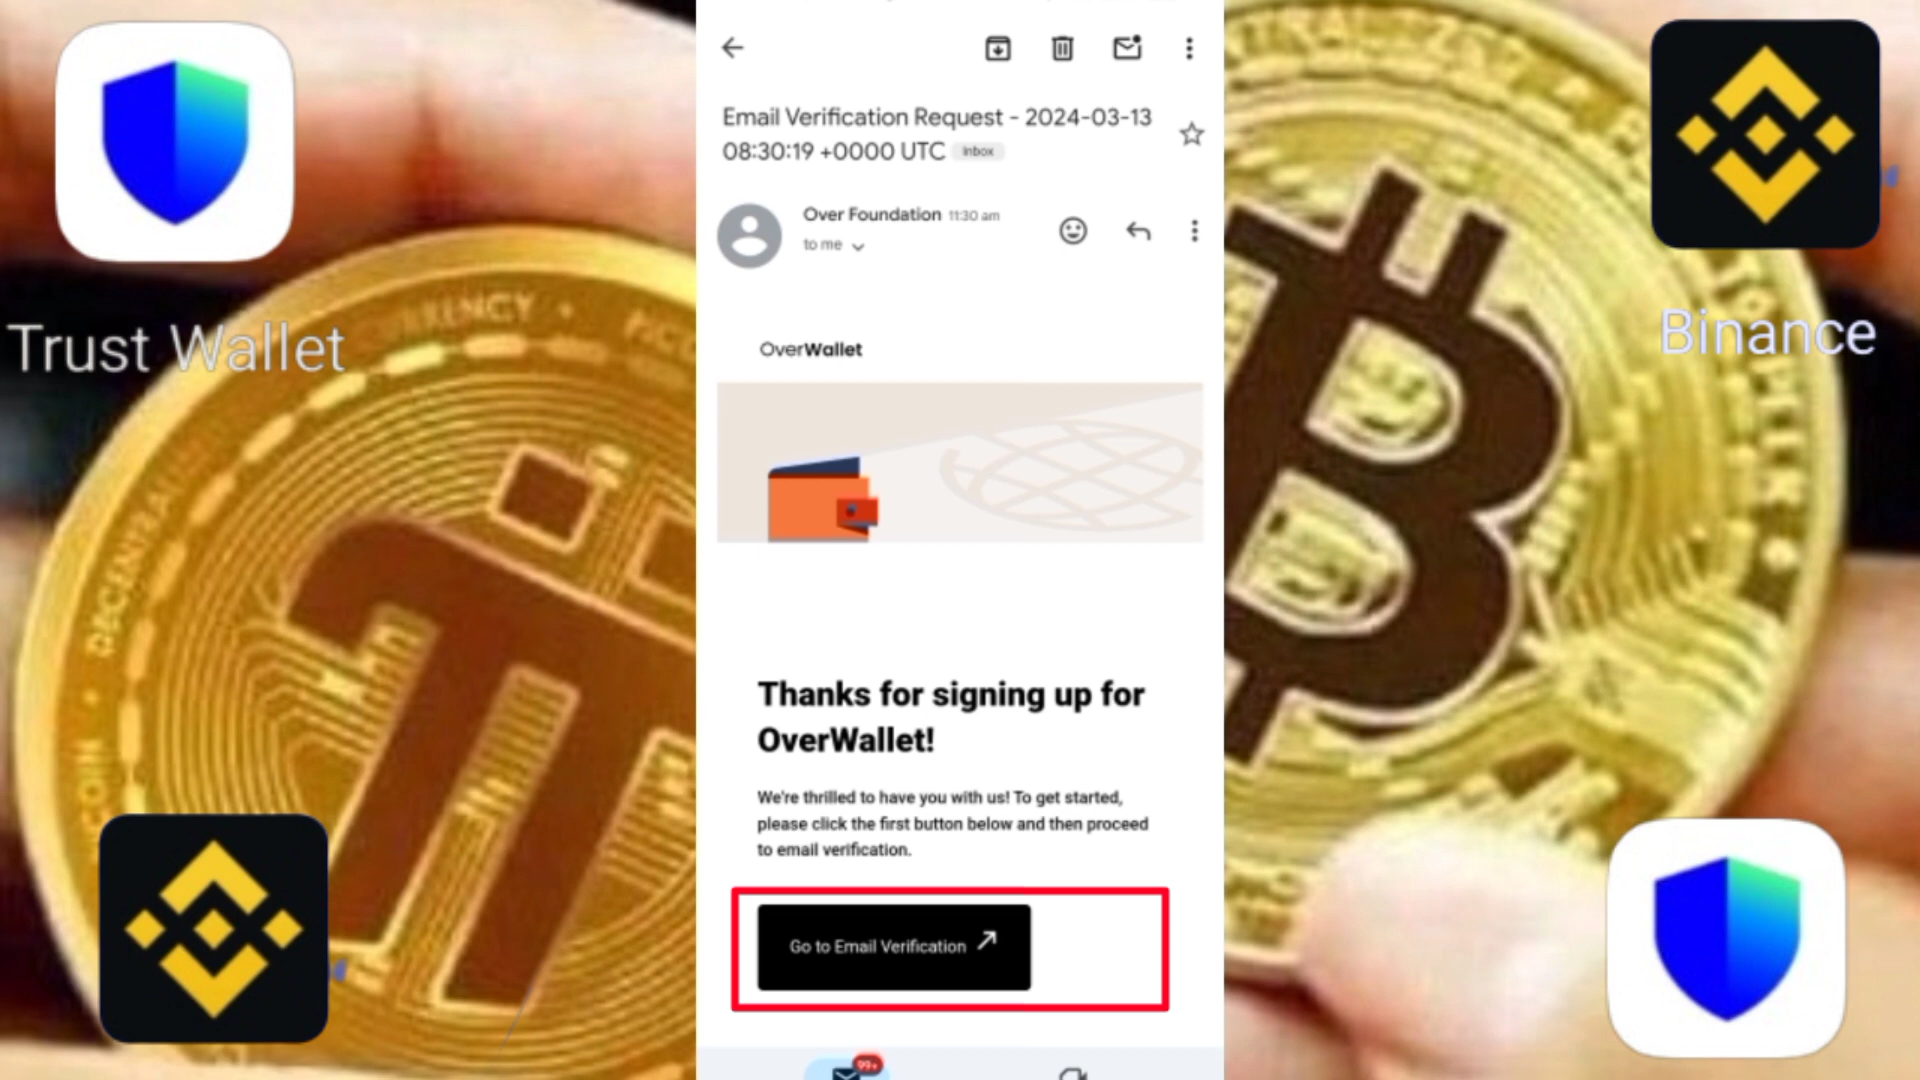 Trust Wallet
Email Verification Request - 2024-03-13
08:30:19 +0000 UTC Inbox
Over Foundation 11:30 am
to me
OverWallet
Thanks for signing up for
OverWallet!
We're thrilled to have you with us! To get started,
please click the first button below and then proceed
to email verification.
Go to Email Verification
99+
Binance
DECENTRAL
COIN